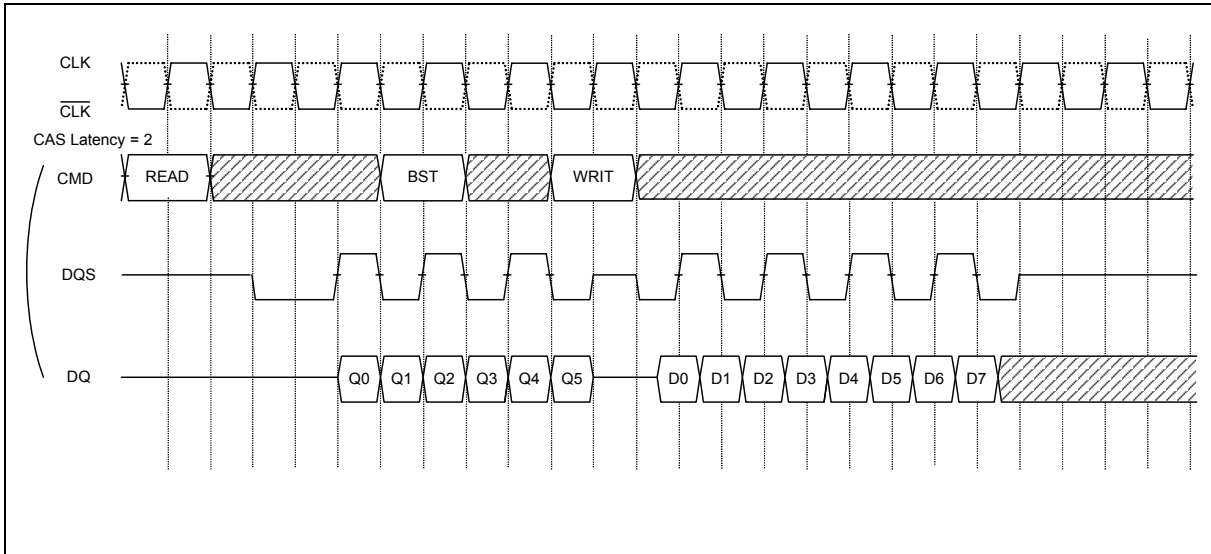 CLK
CLK
CAS Latency = 2
CMD READ BST WRIT
DQS
DQ Q0 Q1 Q2 Q3 Q4 Q5 D0 D1 D2 D3 D4 D5 D6 D7